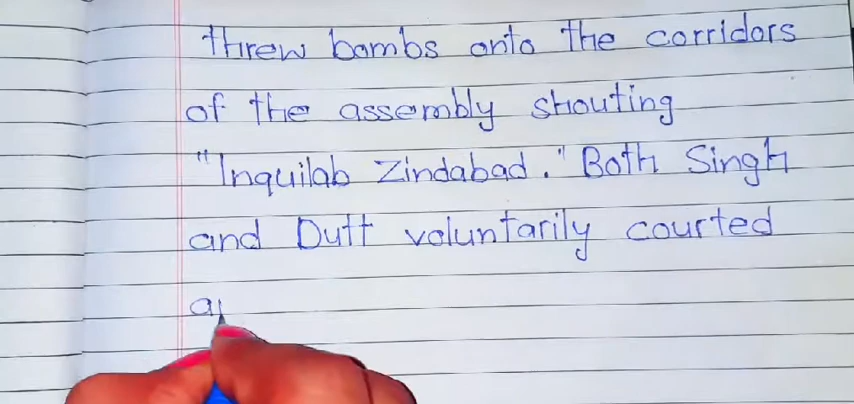 threw bombs onto the corridors
of the assembly shouting
"Inquilab Zindabad." Both Singh
and Dutt voluntarily courted
a